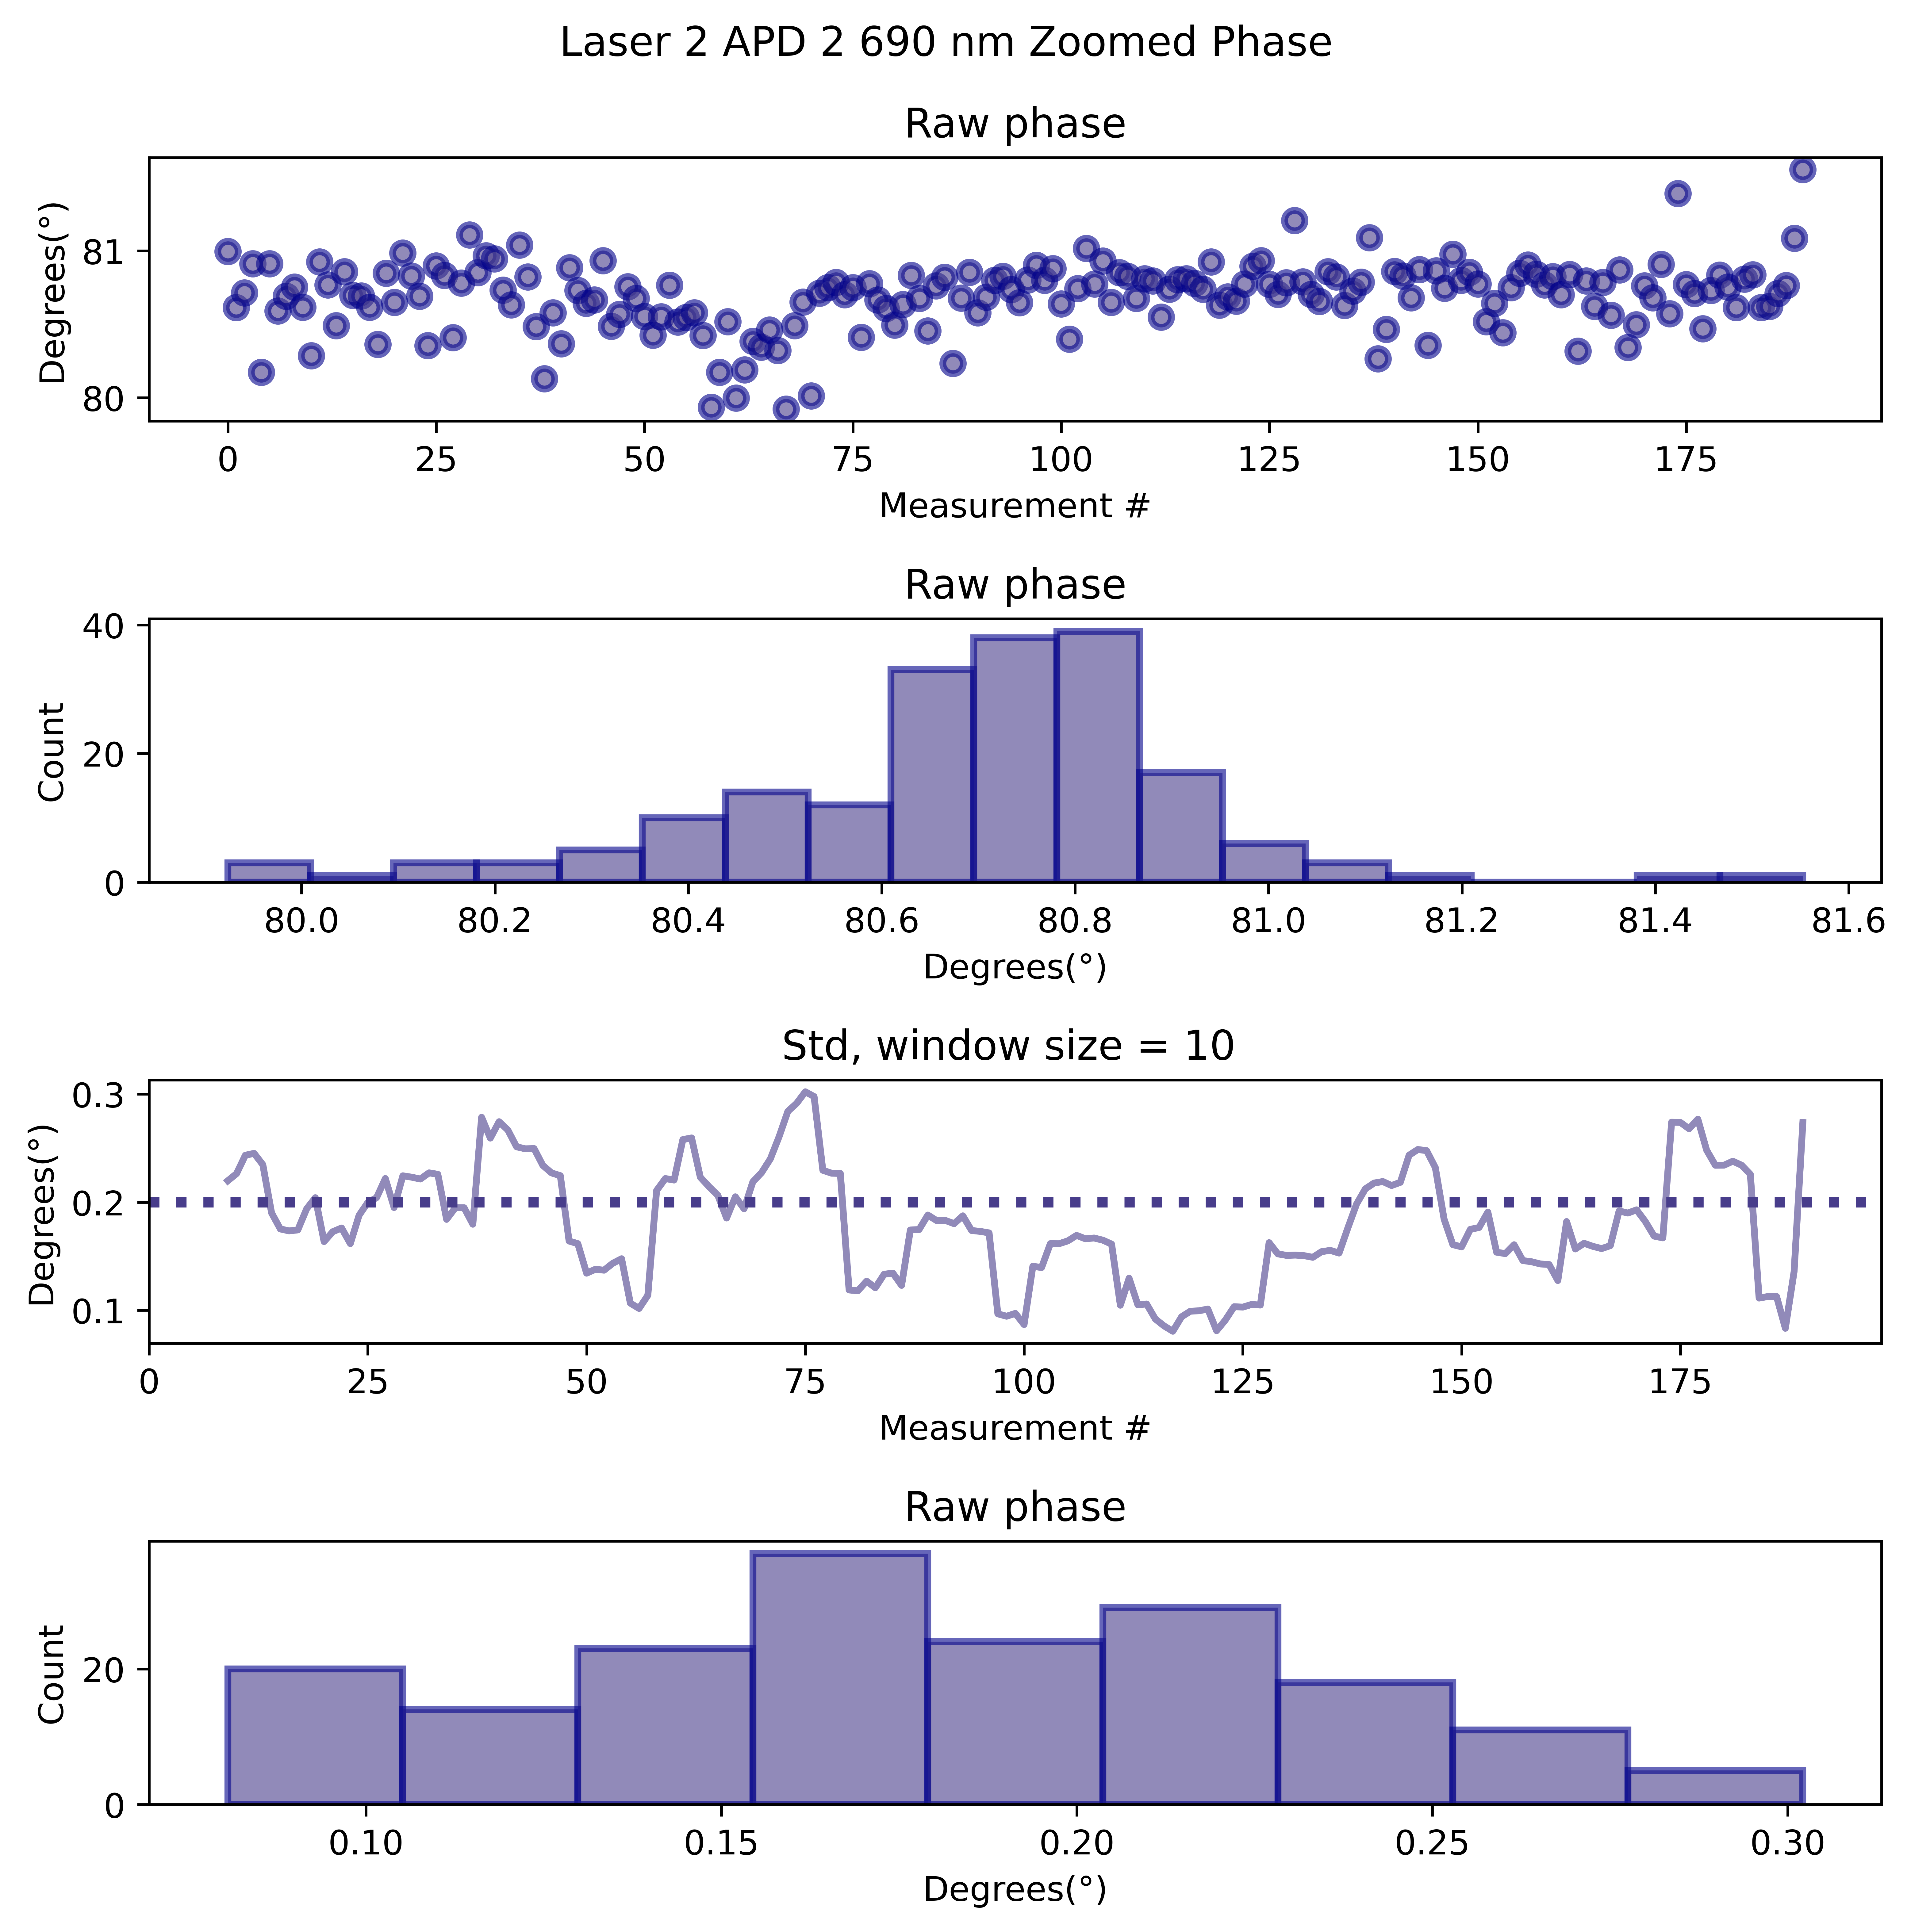 Laser 2 APD 2 690 nm Zoomed Phase
Raw phase
Degrees(°)
81
80
0 25 50 75 100 125 150 175
Measurement #
Raw phase
Count
40
20
0
80.0 80.2 80.4 80.6 80.8 81.0 81.2 81.4 81.6
Degrees(°)
Std, window size = 10
Degrees(°)
0.3
0.2
0.1
0 25 50 75 100 125 150 175
Measurement #
Raw phase
Count
20
0
0.10 0.15 0.20 0.25 0.30
Degrees(°)